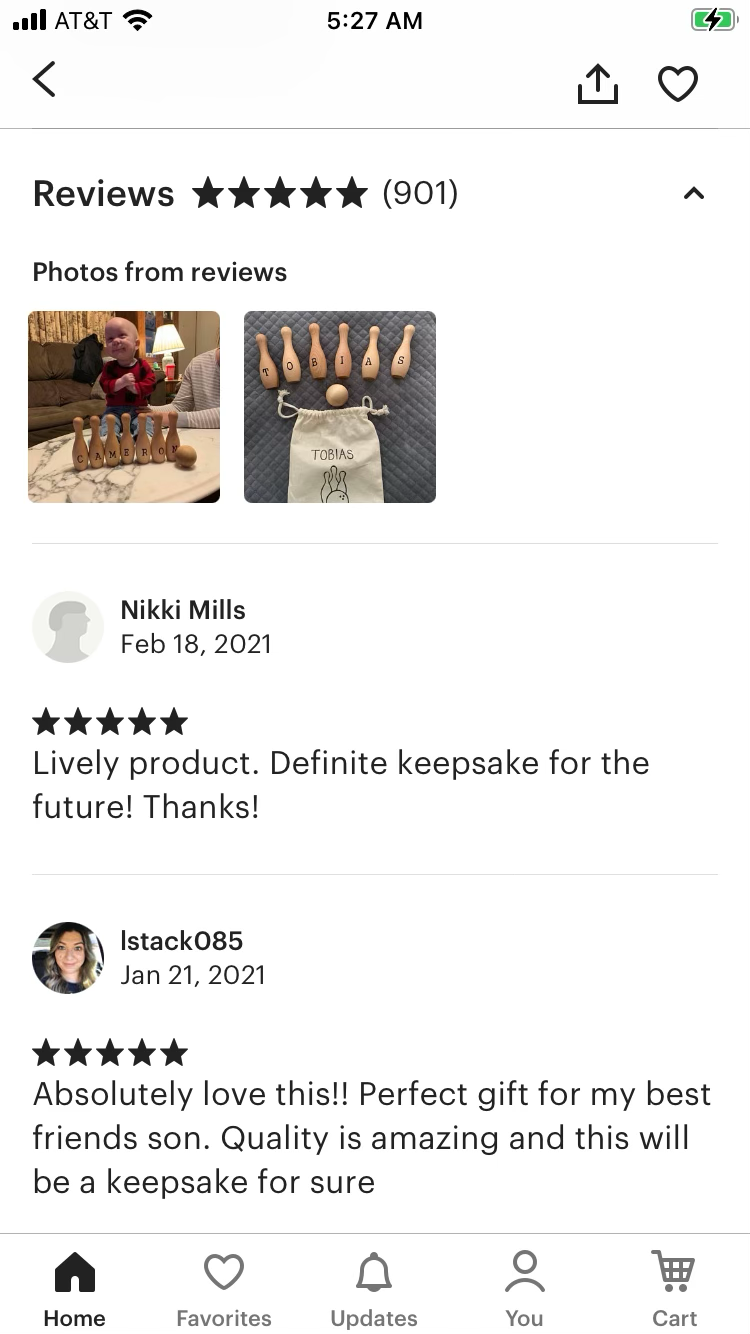 AT&T 5:27 AM
Reviews (901)
Photos from reviews
CAMERON
TOBIAS
TOBIAS
Nikki Mills
Feb 18, 2021
Lively product. Definite keepsake for the
future! Thanks!
lstack085
Jan 21, 2021
Absolutely love this!! Perfect gift for my best
friends son. Quality is amazing and this will
be a keepsake for sure
Home Favorites Updates You Cart